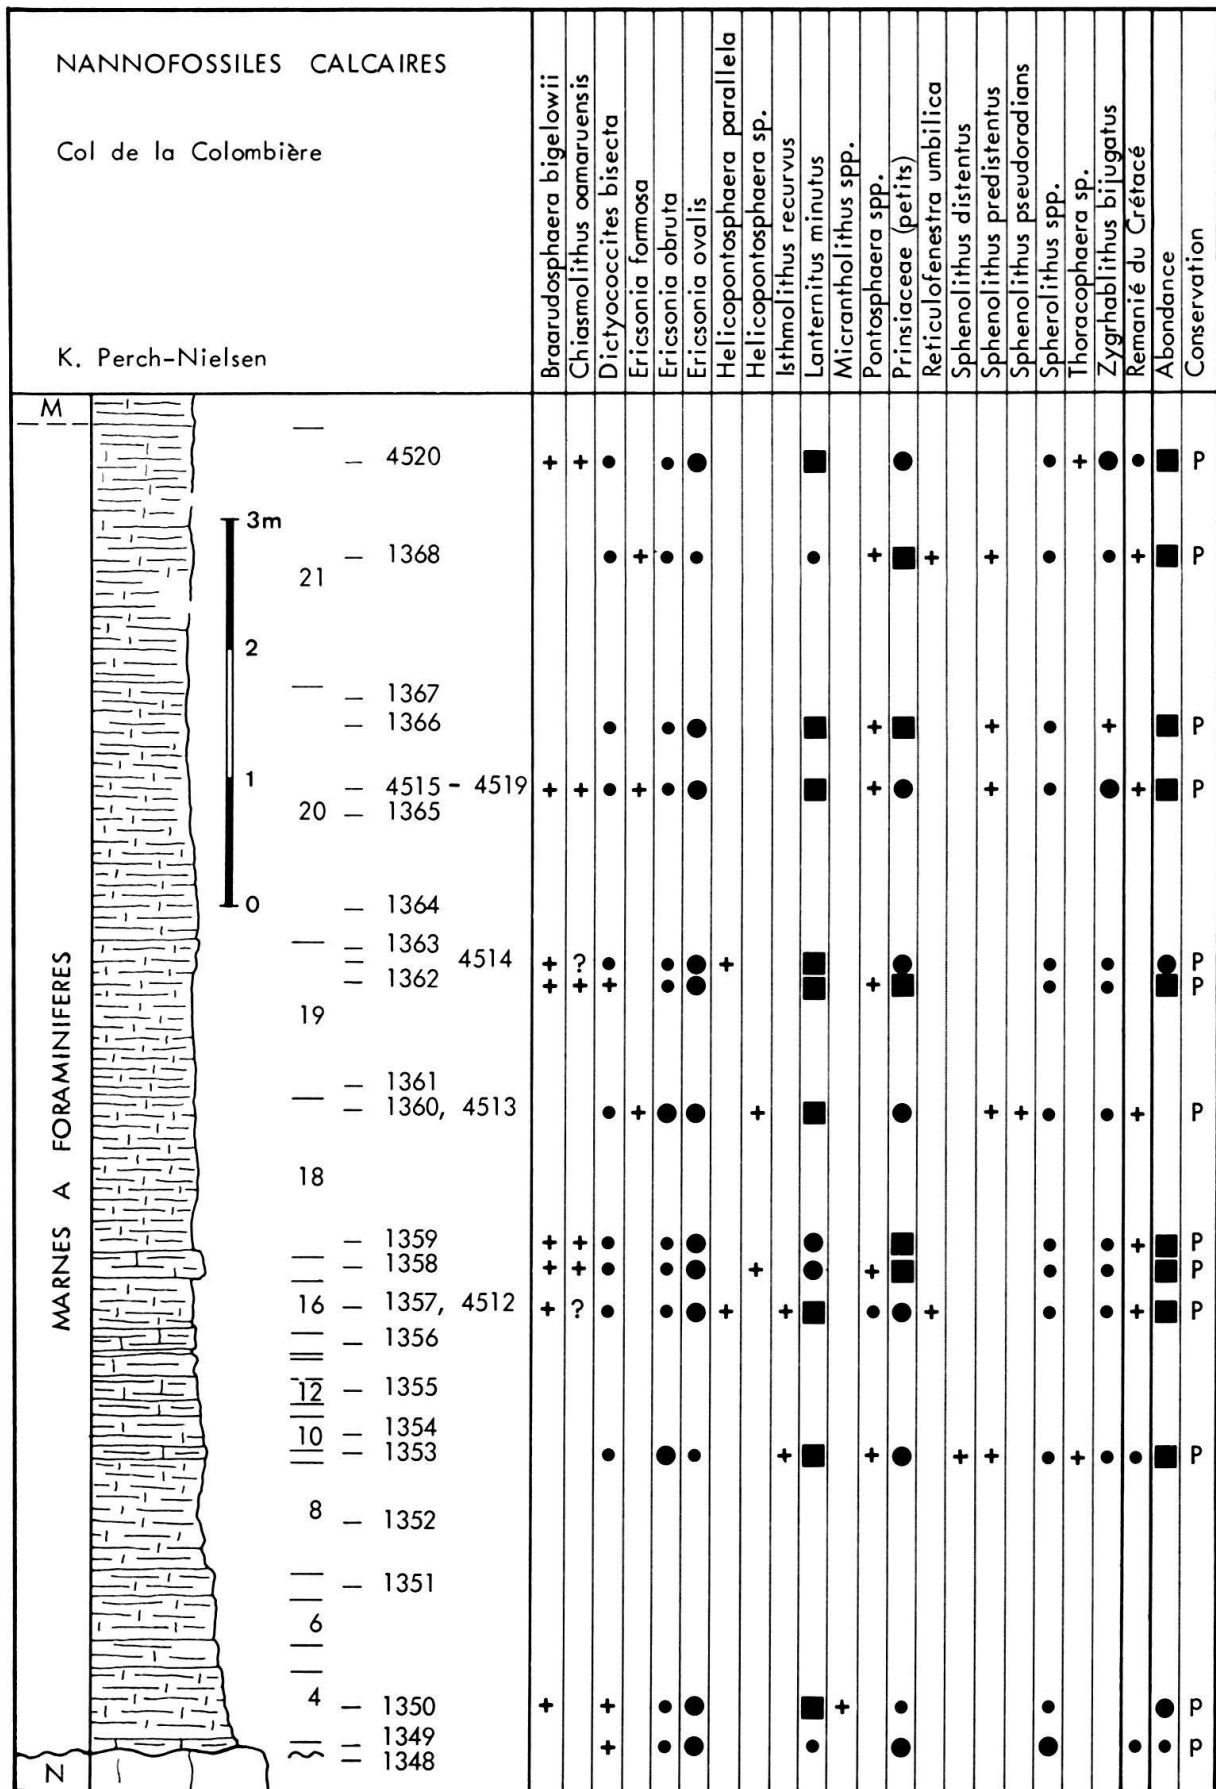 NANNOFOSSILES CALCAIRES
Col de la Colombière
K. Perch-Nielsen
Braarudosphaera bigelowii
Chiasmolithus oamaruensis
Dictyococcites bisecta
Ericsonia formosa
Ericssonia obruta
Ericssonia ovalis
Helicopontosphaera parallela
Helicopontosphaera sp.
Isthmolithus recurvus
Lanternitus minutus
Micrantholithus spp.
Pontosphaera spp.
Prinsiaceae (petits)
Reticulofenestra umbilica
Sphenolithus distentus
Sphenolithus predistentus
Sphenolithus pseudoradians
Spherolithus spp.
Thoracophaera sp.
Zygrhablithus bijugatus
Remanié du Crétacé
Abondance
Conservation
M
4520 + + + P
3m
1368 + + + + + P
21
2
1367
1366 + + + P
1
4515 - 4519 + + + + + + P
20 1365
0
1364
1363
4514 + ? + P
1362 + + + + P
19
1361
1360, 4513 + + + + + P
18
1359 + + + P
1358 + + + + P
16 1357, 4512 + ? + + + + P
1356
12 1355
10 1354
1353 + + + + + P
8 1352
1351
6
4 1350 + + + p
1349 + p
1348
N
MARNES A FORAMINIFERES